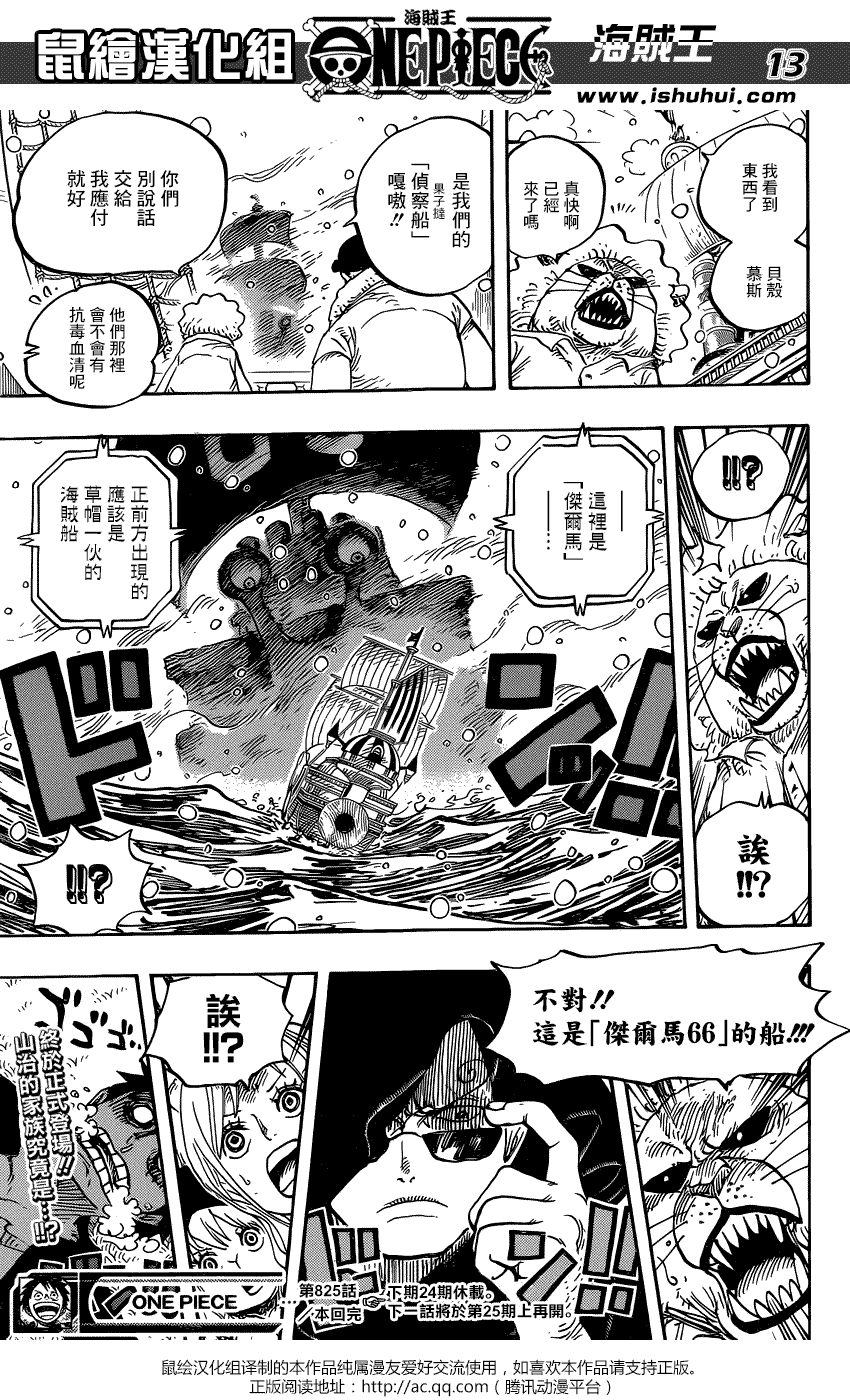 鼠繪漢化組
海賊王
ONE PIECE
海賊王
13
www.ishuhui.com
我看到
東西了
貝殼
慕斯
真快啊
已經
來了嗎
是我們的
果子撻
「偵察船」
嘎嗷!!
你們
別說話
交給
我應付
就好
他們那裡
會不會有
抗毒血清呢
!!?
誒
!!?
——
這裡是
「傑爾馬」
……
正前方出現的
應該是
草帽一伙的
海賊船
ドンッ!!
!!?
不對!!
這是「傑爾馬66」的船!!!
ドン!!
誒
!!?
終於正式登場!!
山治的家族究竟是…!!?
ONE PIECE
…
第825話
/本回完
下期24期休載。
下一話將於第25期上再開。
鼠绘汉化组译制的本作品纯属漫友爱好交流使用，如喜欢本作品请支持正版。
正版阅读地址：http://ac.qq.com（腾讯动漫平台）